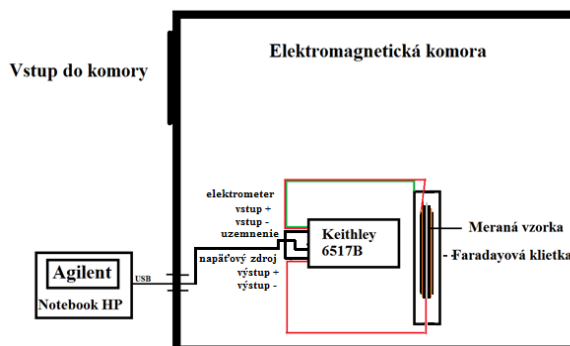 Elektromagnetická komora
Vstup do komory
elektrometer
vstup +
vstup -
uzemnenie
napäťový zdroj
výstup +
výstup -
Keithley
6517B
Meraná vzorka
Faradayová klietka
Agilent
Notebook HP
USB